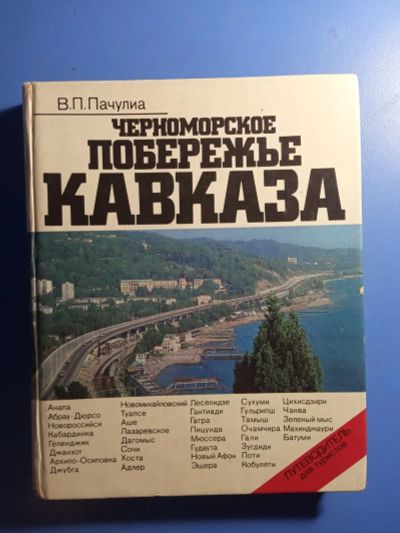 В.П.Пачулиа
ЧЕРНОМОРСКОЕ
ПОБЕРЕЖЬЕ
КАВКАЗА
Анапа
Абрау-Дюрсо
Новороссийск
Кабардинка
Геленджик
Джанхот
Архипо-Осиповка
Джубга
Новомихайловский
Туапсе
Аше
Лазаревское
Дагомыс
Сочи
Хоста
Адлер
Леселидзе
Гантиади
Гагра
Пицунда
Мюссера
Гудаута
Новый Афон
Эшера
Сухуми
Гульрипш
Тамыш
Очамчира
Гали
Зугдиди
Поти
Кобулети
Цихисдзири
Чаква
Зеленый мыс
Махинджаури
Батуми
ПУТЕВОДИТЕЛЬ
для туристов